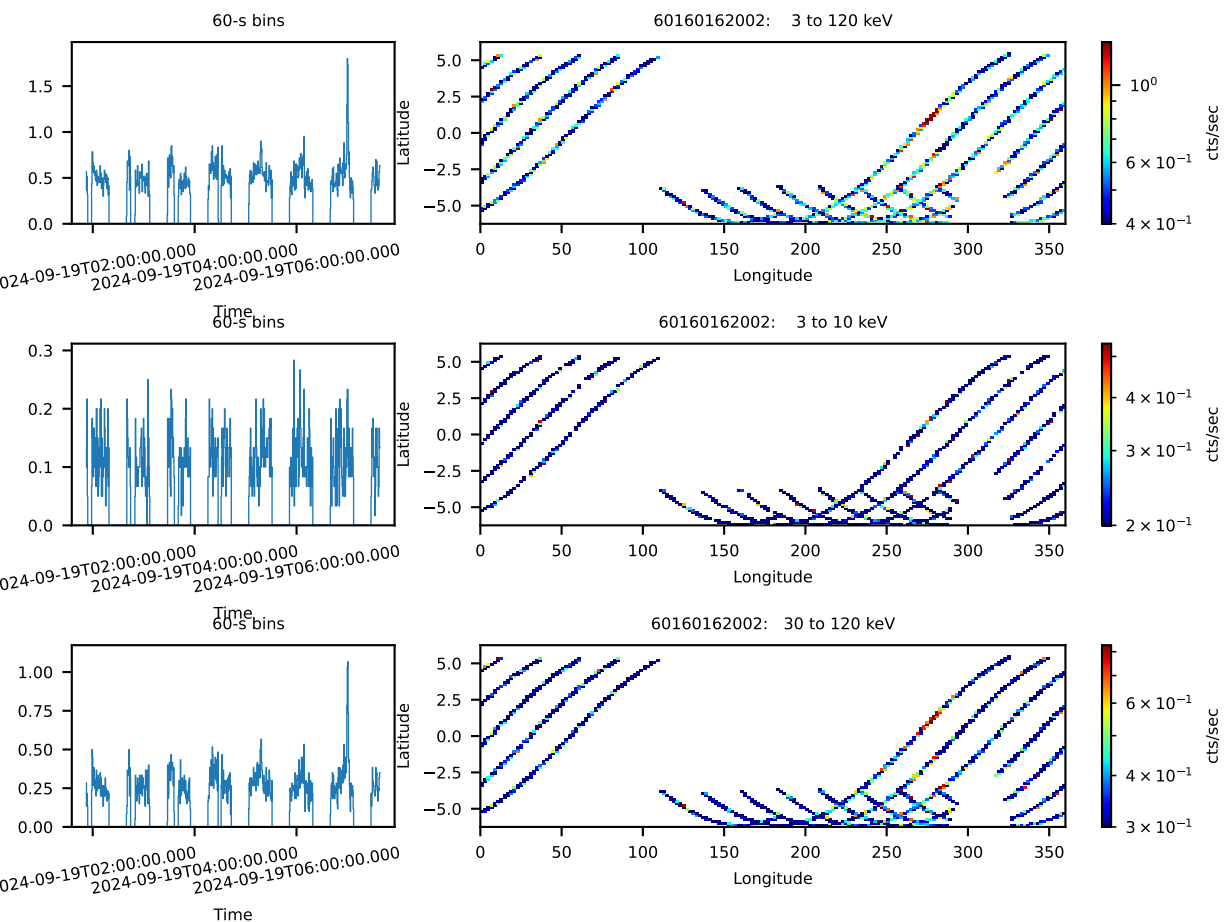 60-s bins
60160162002:    3 to 120 keV
1.5
1.0
0.5
0.0
024-09-19T02:00:00.000
2024-09-19T04:00:00.000
2024-09-19T06:00:00.000
Time
Latitude
5.0
2.5
0.0
−2.5
−5.0
0 50 100 150 200 250 300 350
Longitude
10⁰
6 × 10⁻¹
4 × 10⁻¹
cts/sec
60-s bins
60160162002:    3 to 10 keV
0.3
0.2
0.1
0.0
024-09-19T02:00:00.000
2024-09-19T04:00:00.000
2024-09-19T06:00:00.000
Time
Latitude
5.0
2.5
0.0
−2.5
−5.0
0 50 100 150 200 250 300 350
Longitude
4 × 10⁻¹
3 × 10⁻¹
2 × 10⁻¹
cts/sec
60-s bins
60160162002:   30 to 120 keV
1.00
0.75
0.50
0.25
0.00
024-09-19T02:00:00.000
2024-09-19T04:00:00.000
2024-09-19T06:00:00.000
Time
Latitude
5.0
2.5
0.0
−2.5
−5.0
0 50 100 150 200 250 300 350
Longitude
6 × 10⁻¹
4 × 10⁻¹
3 × 10⁻¹
cts/sec